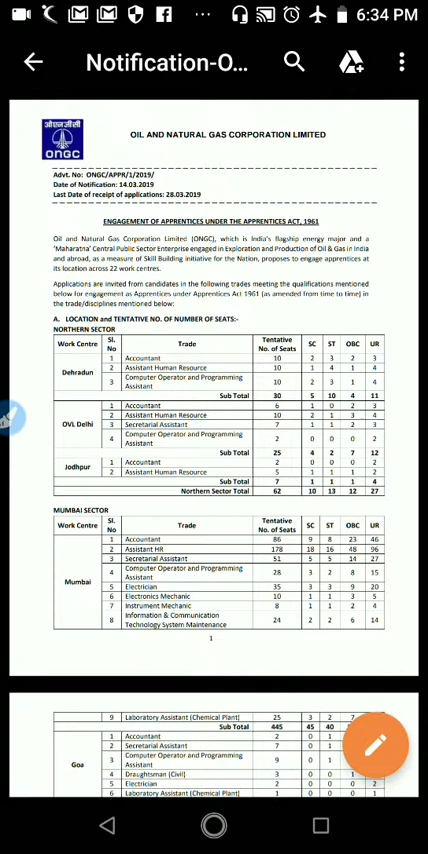 6:34 PM
Notification-O...
ओएनजीसी
ONGC
OIL AND NATURAL GAS CORPORATION LIMITED
Advt. No: ONGC/APPR/1/2019/
Date of Notification: 14.03.2019
Last Date of receipt of applications: 28.03.2019
ENGAGEMENT OF APPRENTICES UNDER THE APPRENTICES ACT, 1961
Oil and Natural Gas Corporation Limited (ONGC), which is India's flagship energy major and a
'Maharatna' Central Public Sector Enterprise engaged in Exploration and Production of Oil & Gas in India
and abroad, as a measure of Skill Building initiative for the Nation, proposes to engage apprentices at
its location across 22 work centres.
Applications are invited from candidates in the following trades meeting the qualifications mentioned
below for engagement as Apprentices under Apprentices Act 1961 (as amended from time to time) in
the trade/disciplines mentioned below:
A. LOCATION and TENTATIVE NO. OF NUMBER OF SEATS:-
NORTHERN SECTOR
Work Centre Sl. No Trade Tentative No. of Seats SC ST OBC UR
Dehradun
1 Accountant 10 2 3 2 3
2 Assistant Human Resource 10 1 4 1 4
3 Computer Operator and Programming Assistant 10 2 3 1 4
Sub Total 30 5 10 4 11
OVL Delhi
1 Accountant 6 1 0 2 3
2 Assistant Human Resource 10 2 1 3 4
3 Secretarial Assistant 7 1 1 2 3
4 Computer Operator and Programming Assistant 2 0 0 0 2
Sub Total 25 4 2 7 12
Jodhpur
1 Accountant 2 0 0 0 2
2 Assistant Human Resource 5 1 1 1 2
Sub Total 7 1 1 1 4
Northern Sector Total 62 10 13 12 27
MUMBAI SECTOR
Work Centre Sl. No Trade Tentative No. of Seats SC ST OBC UR
Mumbai
1 Accountant 86 9 8 23 46
2 Assistant HR 178 18 16 48 96
3 Secretarial Assistant 51 5 5 14 27
4 Computer Operator and Programming Assistant 28 3 2 8 15
5 Electrician 35 3 3 9 20
6 Electronics Mechanic 10 1 1 3 5
7 Instrument Mechanic 8 1 1 2 4
8 Information & Communication Technology System Maintenance 24 2 2 6 14
1
9 Laboratory Assistant (Chemical Plant) 25 3 2 7
Sub Total 445 45 40
Goa
1 Accountant 2 0 1
2 Secretarial Assistant 7 0 1
3 Computer Operator and Programming Assistant 9 0 1
4 Draughtsman (Civil) 3 0 0 1
5 Electrician 2 0 0 0 2
6 Laboratory Assistant (Chemical Plant) 1 0 0 0 1